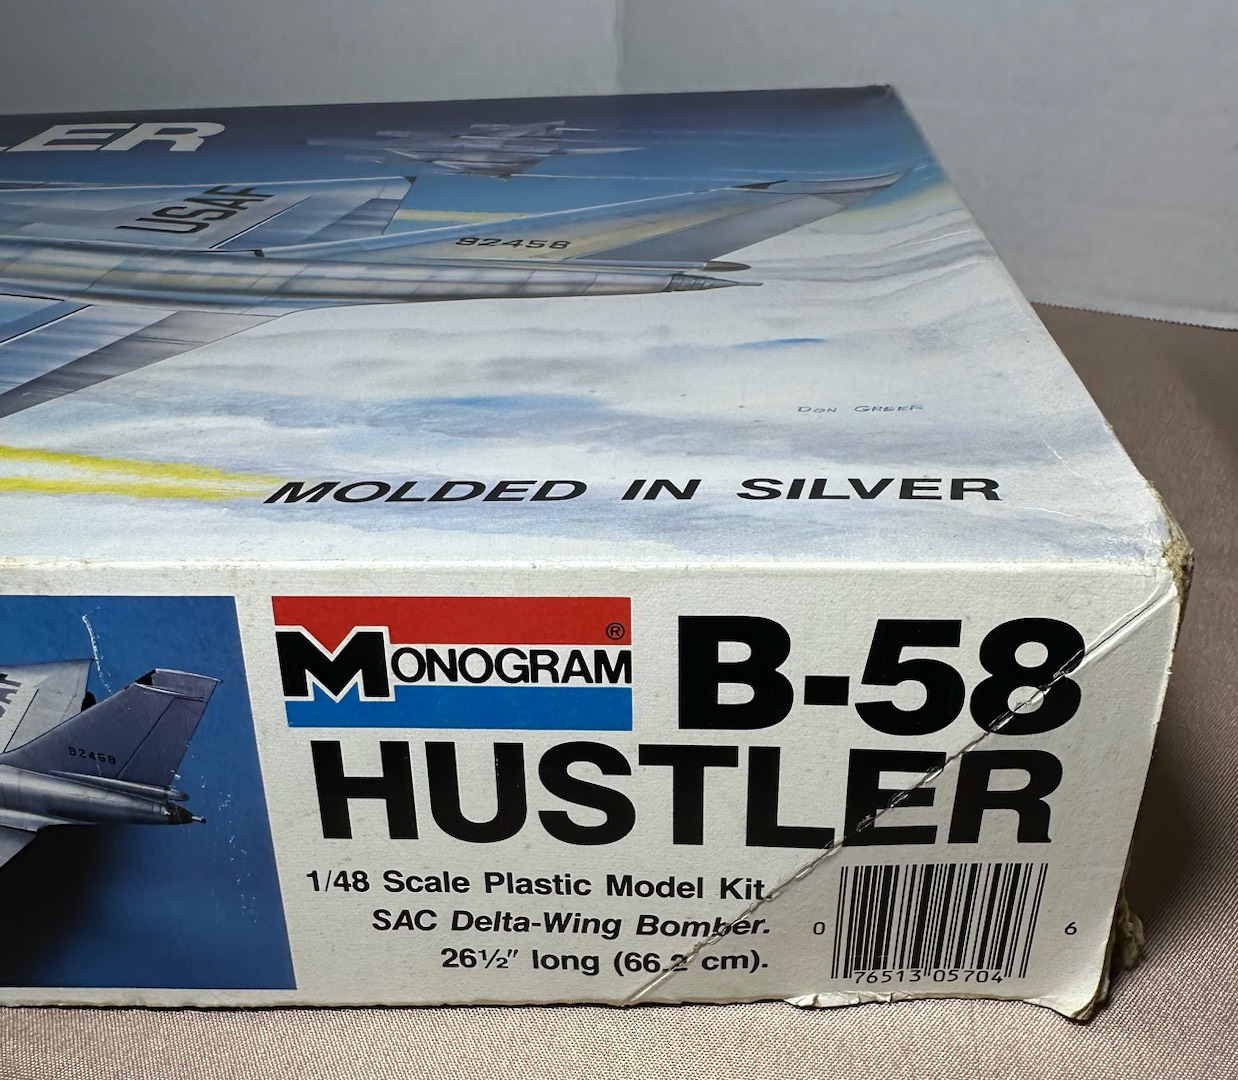 LER
USAF
92458
DON GREER
MOLDED IN SILVER
92458
MONOGRAM®
B-58
HUSTLER
1/48 Scale Plastic Model Kit.
SAC Delta-Wing Bomber.
26½" long (66.2 cm).
0 76513 05704 6